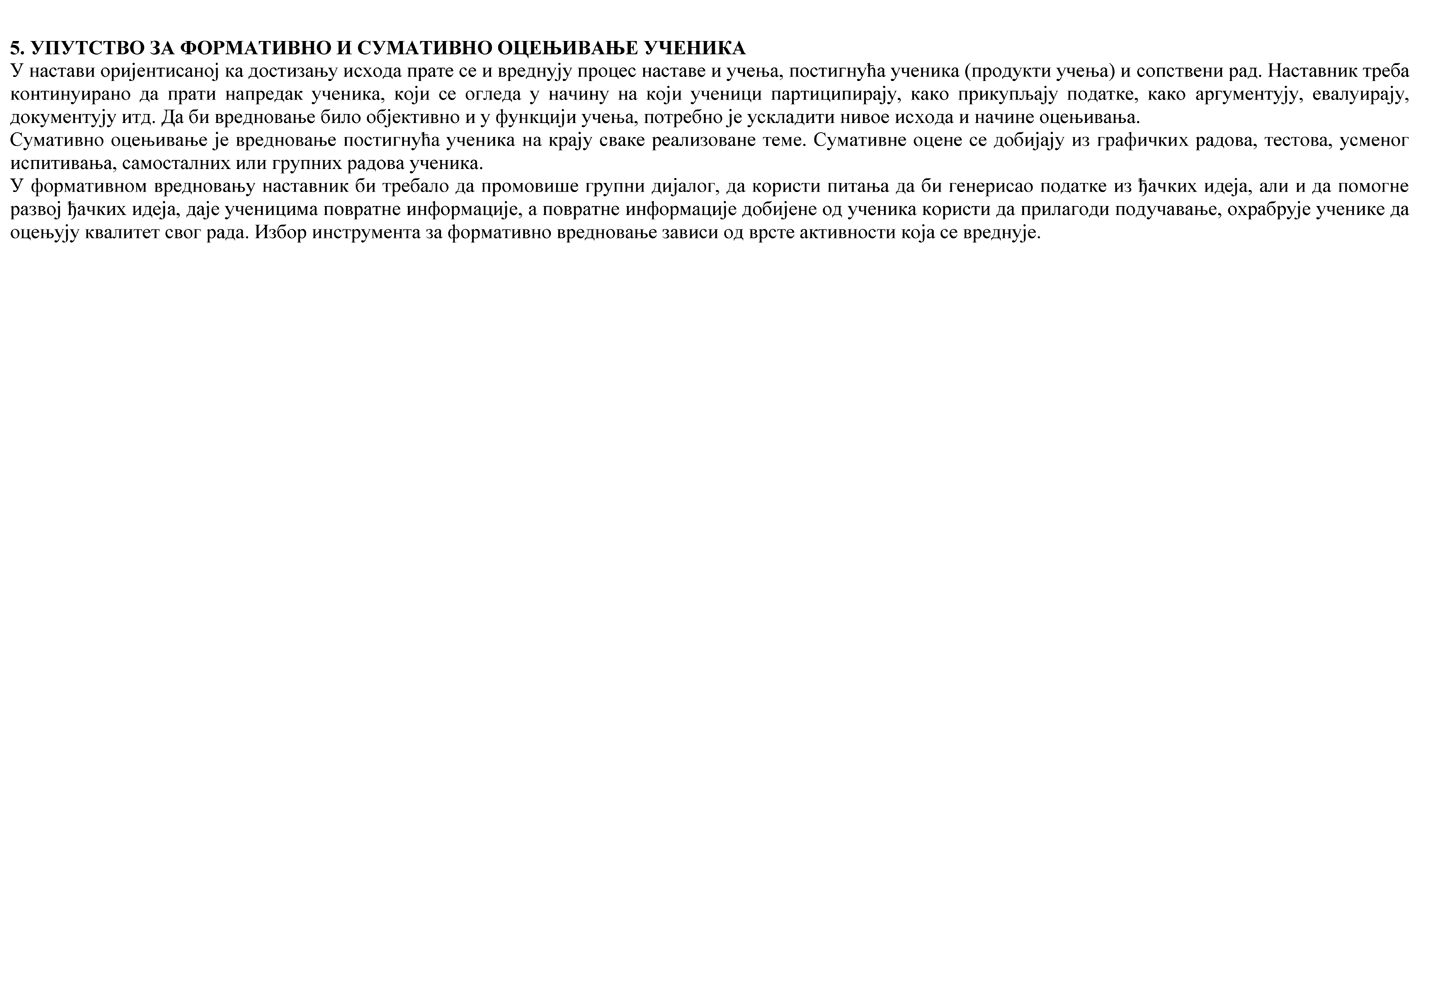 5. УПУТСТВО ЗА ФОРМАТИВНО И СУМАТИВНО ОЦЕЊИВАЊЕ УЧЕНИКА
У настави оријентисаној ка достизању исхода прате се и вреднују процес наставе и учења, постигнућа ученика (продукти учења) и сопствени рад. Наставник треба
континуирано да прати напредак ученика, који се огледа у начину на који ученици партиципирају, како прикупљају податке, како аргументују, евалуирају,
документују итд. Да би вредновање било објективно и у функцији учења, потребно је ускладити нивое исхода и начине оцењивања.
Сумативно оцењивање је вредновање постигнућа ученика на крају сваке реализоване теме. Сумативне оцене се добијају из графичких радова, тестова, усменог
испитивања, самосталних или групних радова ученика.
У формативном вредновању наставник би требало да промовише групни дијалог, да користи питања да би генерисао податке из ђачких идеја, али и да помогне
развој ђачких идеја, даје ученицима повратне информације, а повратне информације добијене од ученика користи да прилагоди подучавање, охрабрује ученике да
оцењују квалитет свог рада. Избор инструмента за формативно вредновање зависи од врсте активности која се вреднује.